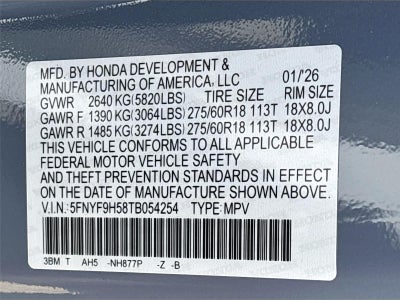 MFD. BY HONDA DEVELOPMENT &
MANUFACTURING OF AMERICA, LLC 01/26
GVWR 2640 KG(5820LBS) TIRE SIZE RIM SIZE
GAWR F 1390 KG(3064LBS) 275/60R18 113T 18X8.0J
GAWR R 1485 KG(3274LBS) 275/60R18 113T 18X8.0J
THIS VEHICLE CONFORMS TO ALL APPLICABLE
FEDERAL MOTOR VEHICLE SAFETY
AND THEFT PREVENTION STANDARDS
IN EFFECT ON THE DATE OF MANUFACTURE
SHOWN ABOVE.
V.I.N.: 5FNYF9H58TB054254 TYPE: MPV
3BM T AH5 -NH877P -Z -B